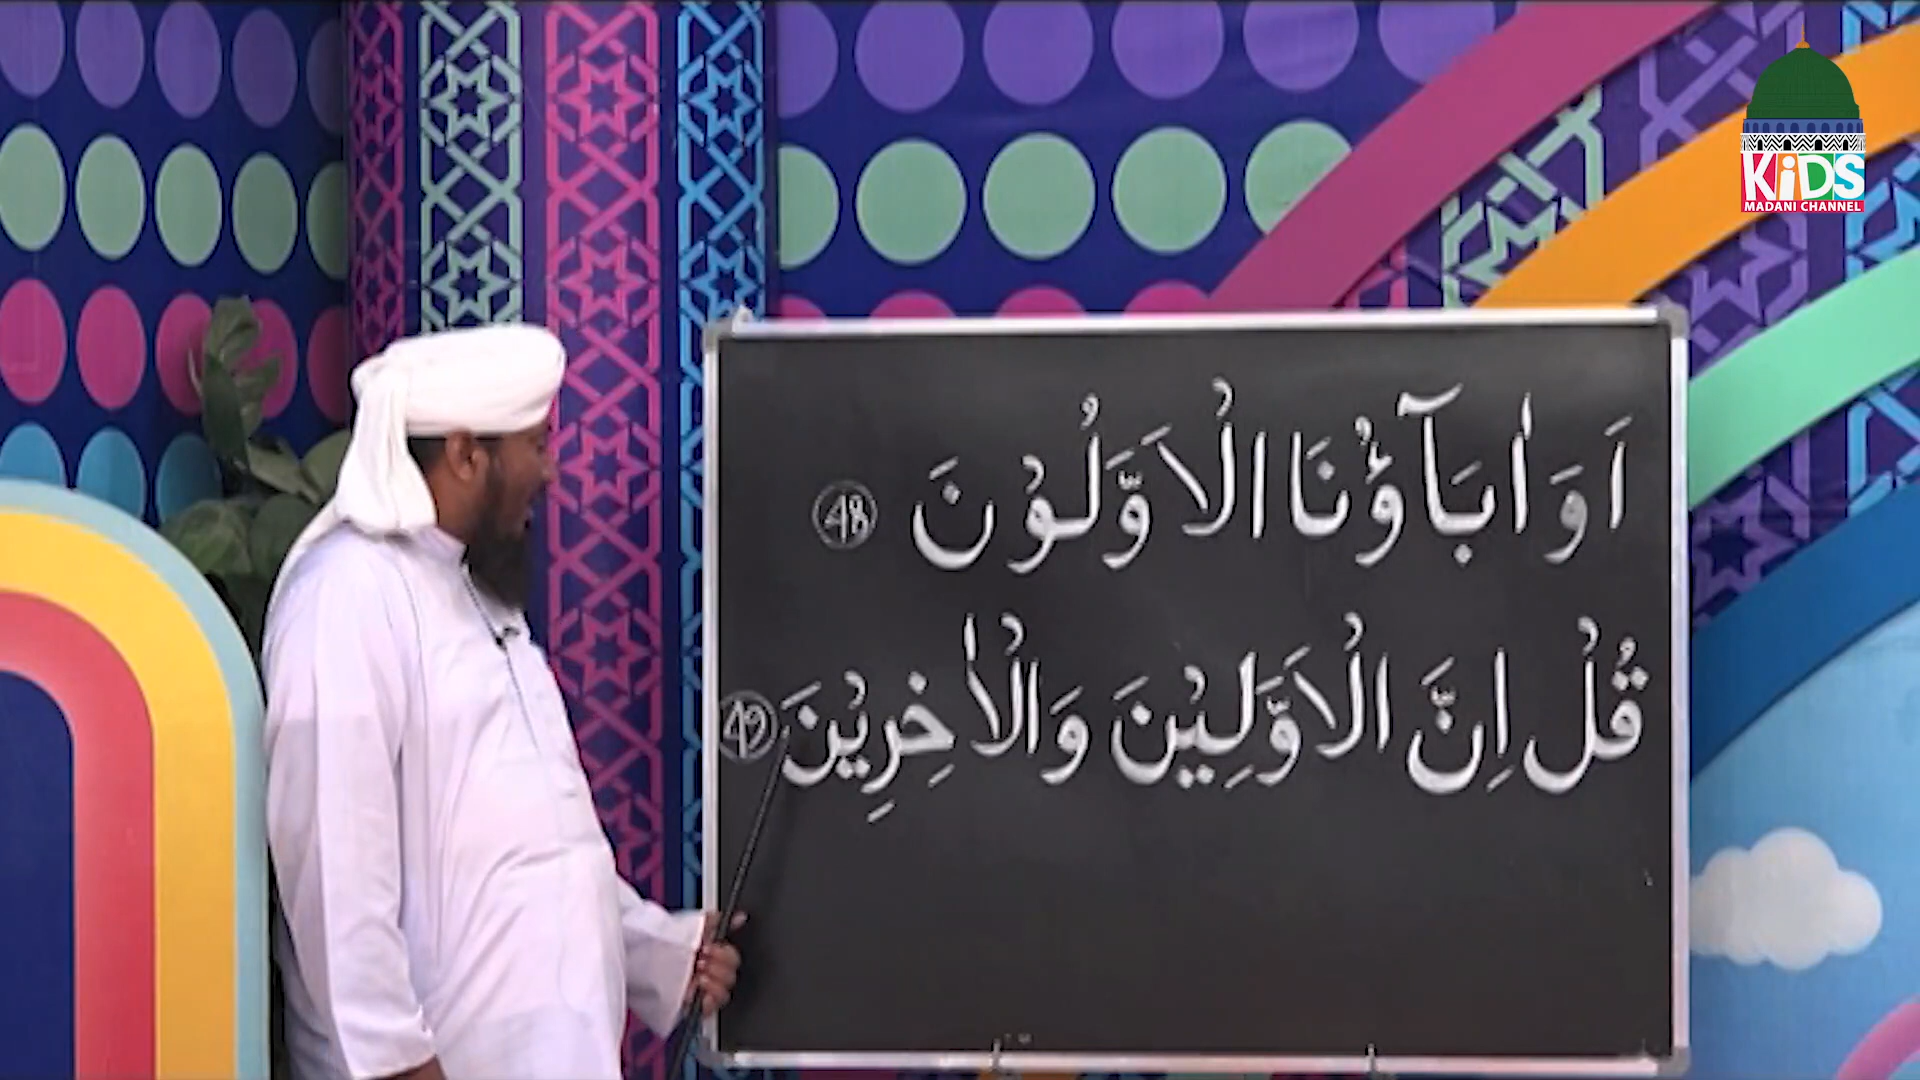 KiDS
MADANI CHANNEL
اَوَ اٰبَآؤُنَا الْاَوَّلُوْنَ 48
قُلْ اِنَّ الْاَوَّلِيْنَ وَالْاٰخِرِيْنَ 49